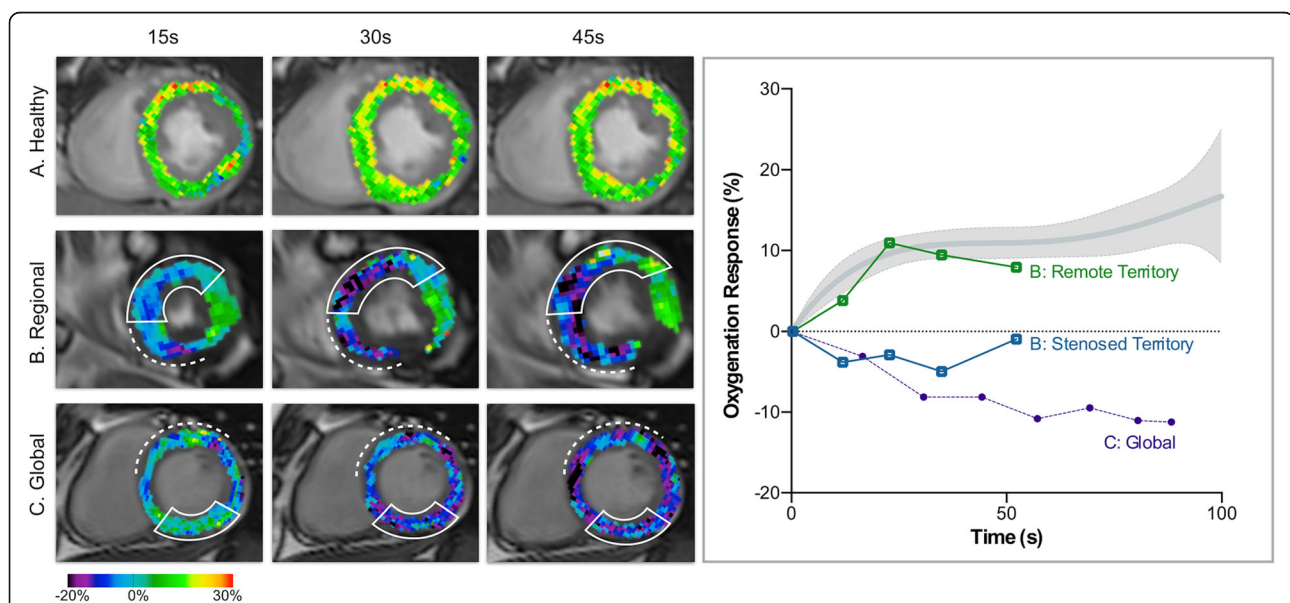 15s
30s
45s
A. Healthy
B. Regional
C. Global
-20%
0%
30%
Oxygenation Response (%)
30
20
10
0
-10
-20
B: Remote Territory
B: Stenosed Territory
C: Global
0
50
100
Time (s)